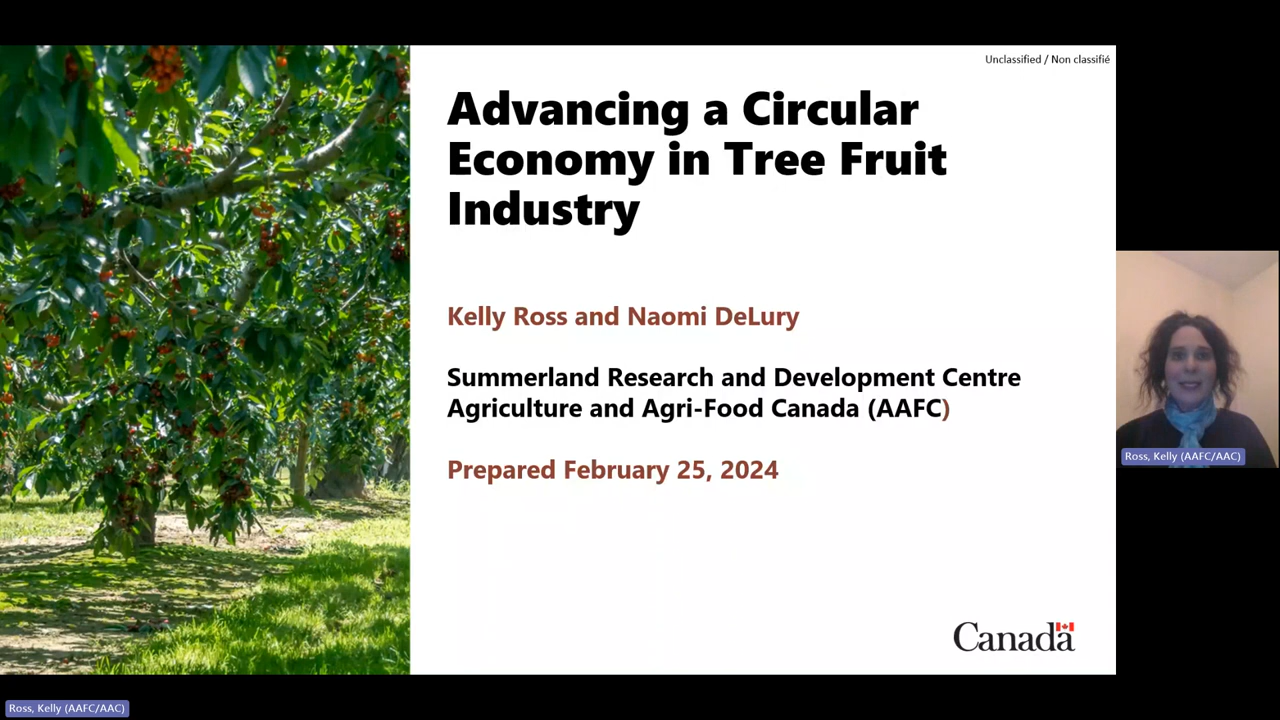 Unclassified / Non classifié
Advancing a Circular
Economy in Tree Fruit
Industry
Kelly Ross and Naomi DeLury
Summerland Research and Development Centre
Agriculture and Agri-Food Canada (AAFC)
Prepared February 25, 2024
Canada
Ross, Kelly (AAFC/AAC)
Ross, Kelly (AAFC/AAC)